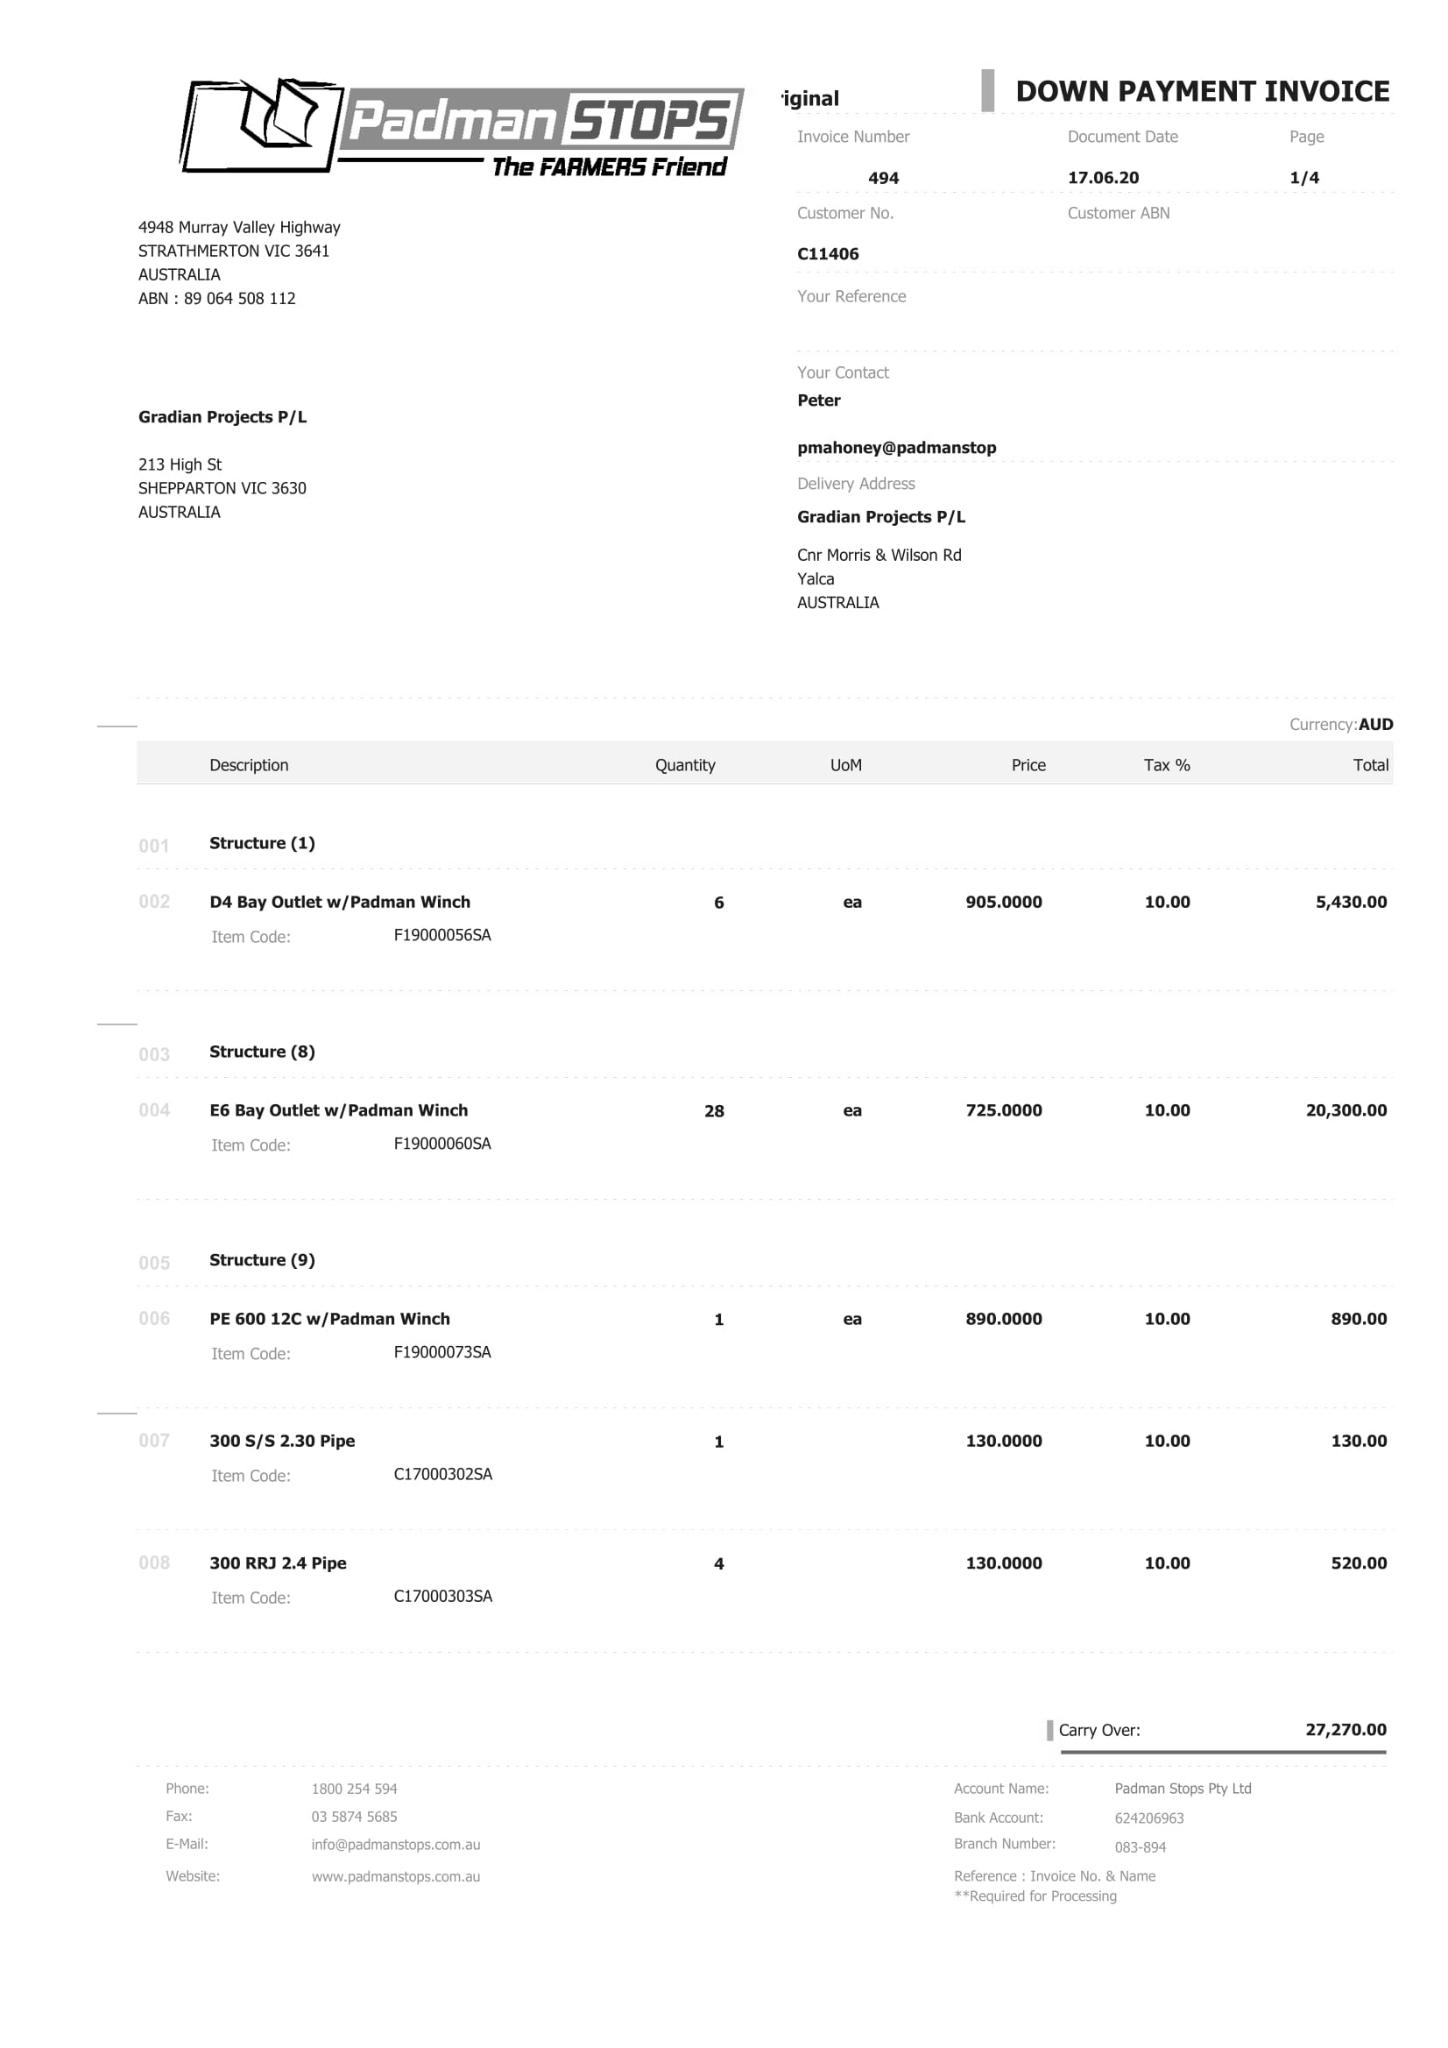 Padman STOPS
The FARMERS Friend
riginal
DOWN PAYMENT INVOICE
Invoice Number Document Date Page
494 17.06.20 1/4
Customer No. Customer ABN
C11406
Your Reference
4948 Murray Valley Highway
STRATHMERTON VIC 3641
AUSTRALIA
ABN : 89 064 508 112
Your Contact
Peter
pmahoney@padmanstop
Gradian Projects P/L
213 High St
SHEPPARTON VIC 3630
AUSTRALIA
Delivery Address
Gradian Projects P/L
Cnr Morris & Wilson Rd
Yalca
AUSTRALIA
Currency:AUD
Description Quantity UoM Price Tax % Total
001 Structure (1)
002 D4 Bay Outlet w/Padman Winch 6 ea 905.0000 10.00 5,430.00
Item Code: F19000056SA
003 Structure (8)
004 E6 Bay Outlet w/Padman Winch 28 ea 725.0000 10.00 20,300.00
Item Code: F19000060SA
005 Structure (9)
006 PE 600 12C w/Padman Winch 1 ea 890.0000 10.00 890.00
Item Code: F19000073SA
007 300 S/S 2.30 Pipe 1 130.0000 10.00 130.00
Item Code: C17000302SA
008 300 RRJ 2.4 Pipe 4 130.0000 10.00 520.00
Item Code: C17000303SA
Carry Over: 27,270.00
Phone: 1800 254 594
Fax: 03 5874 5685
E-Mail: info@padmanstops.com.au
Website: www.padmanstops.com.au
Account Name: Padman Stops Pty Ltd
Bank Account: 624206963
Branch Number: 083-894
Reference : Invoice No. & Name
**Required for Processing